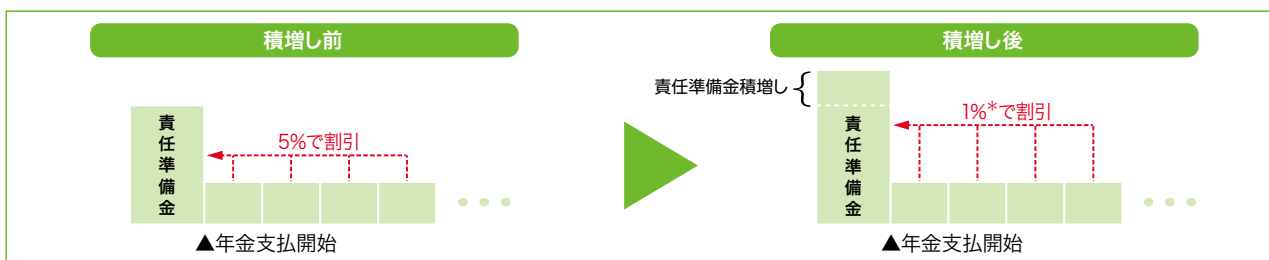 積増し前
責任準備金
5%で割引
▲年金支払開始
積増し後
責任準備金積増し
責任準備金
1%*で割引
▲年金支払開始